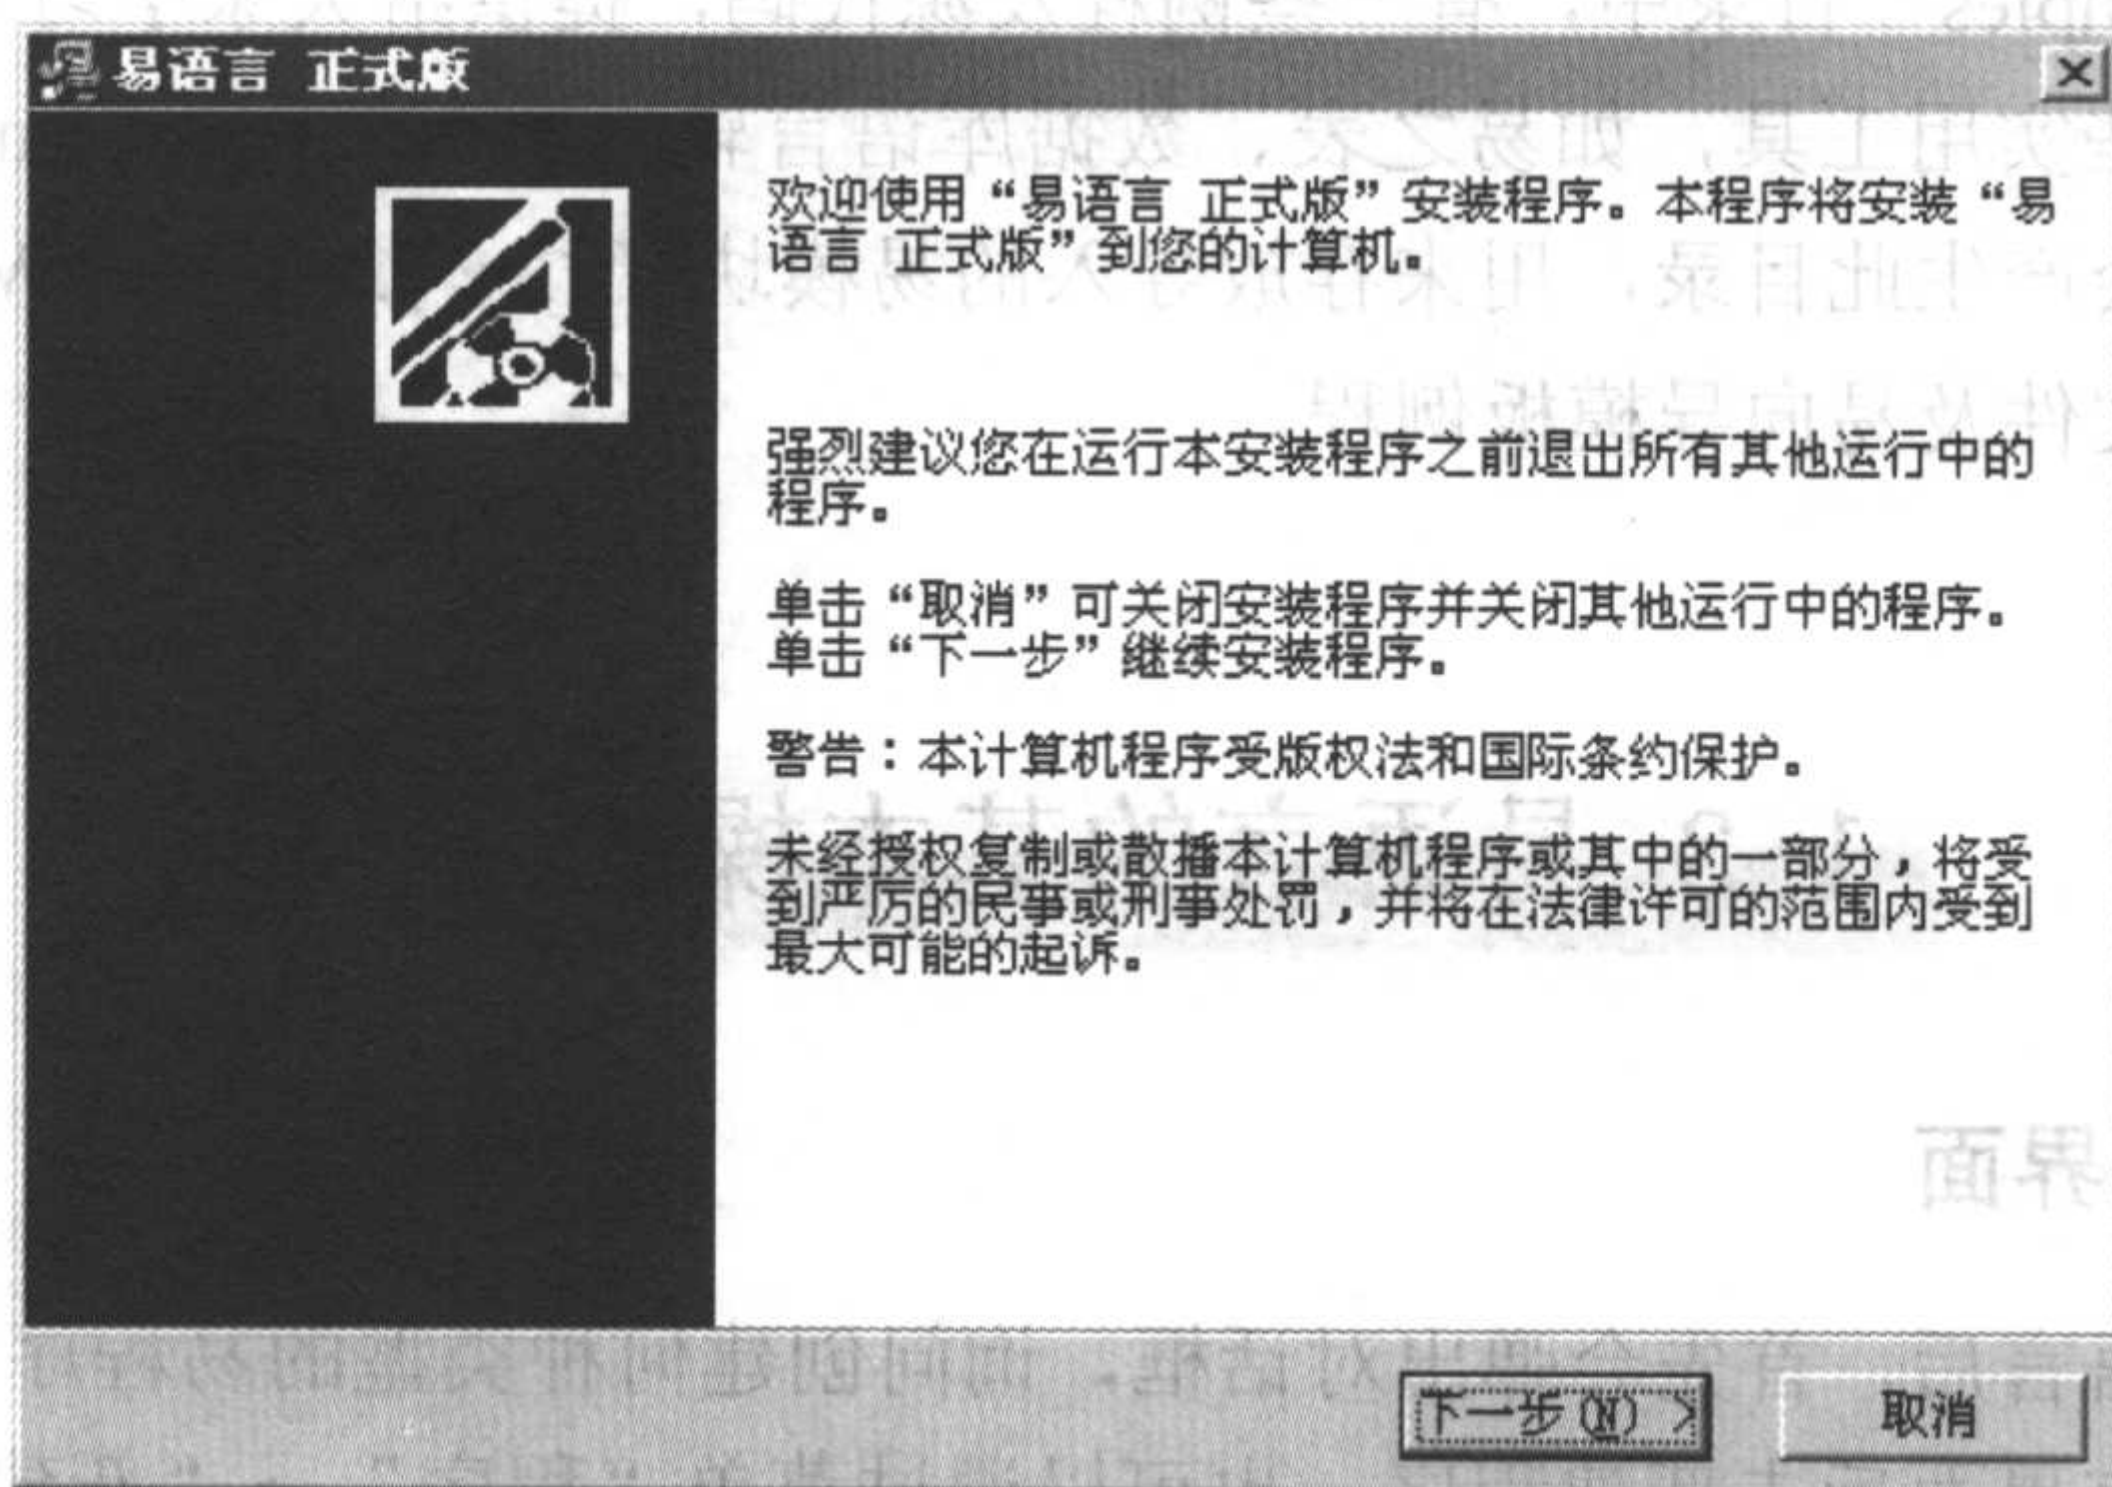 易语言 正式版
欢迎使用“易语言 正式版”安装程序。本程序将安装“易
语言 正式版”到您的计算机。
强烈建议您在运行本安装程序之前退出所有其他运行中的
程序。
单击“取消”可关闭安装程序并关闭其他运行中的程序。
单击“下一步”继续安装程序。
警告：本计算机程序受版权法和国际条约保护。
未经授权复制或散播本计算机程序或其中的一部分，将受
到严厉的民事或刑事处罚，并将在法律许可的范围内受到
最大可能的起诉。
界面
下一步(N) >
取消